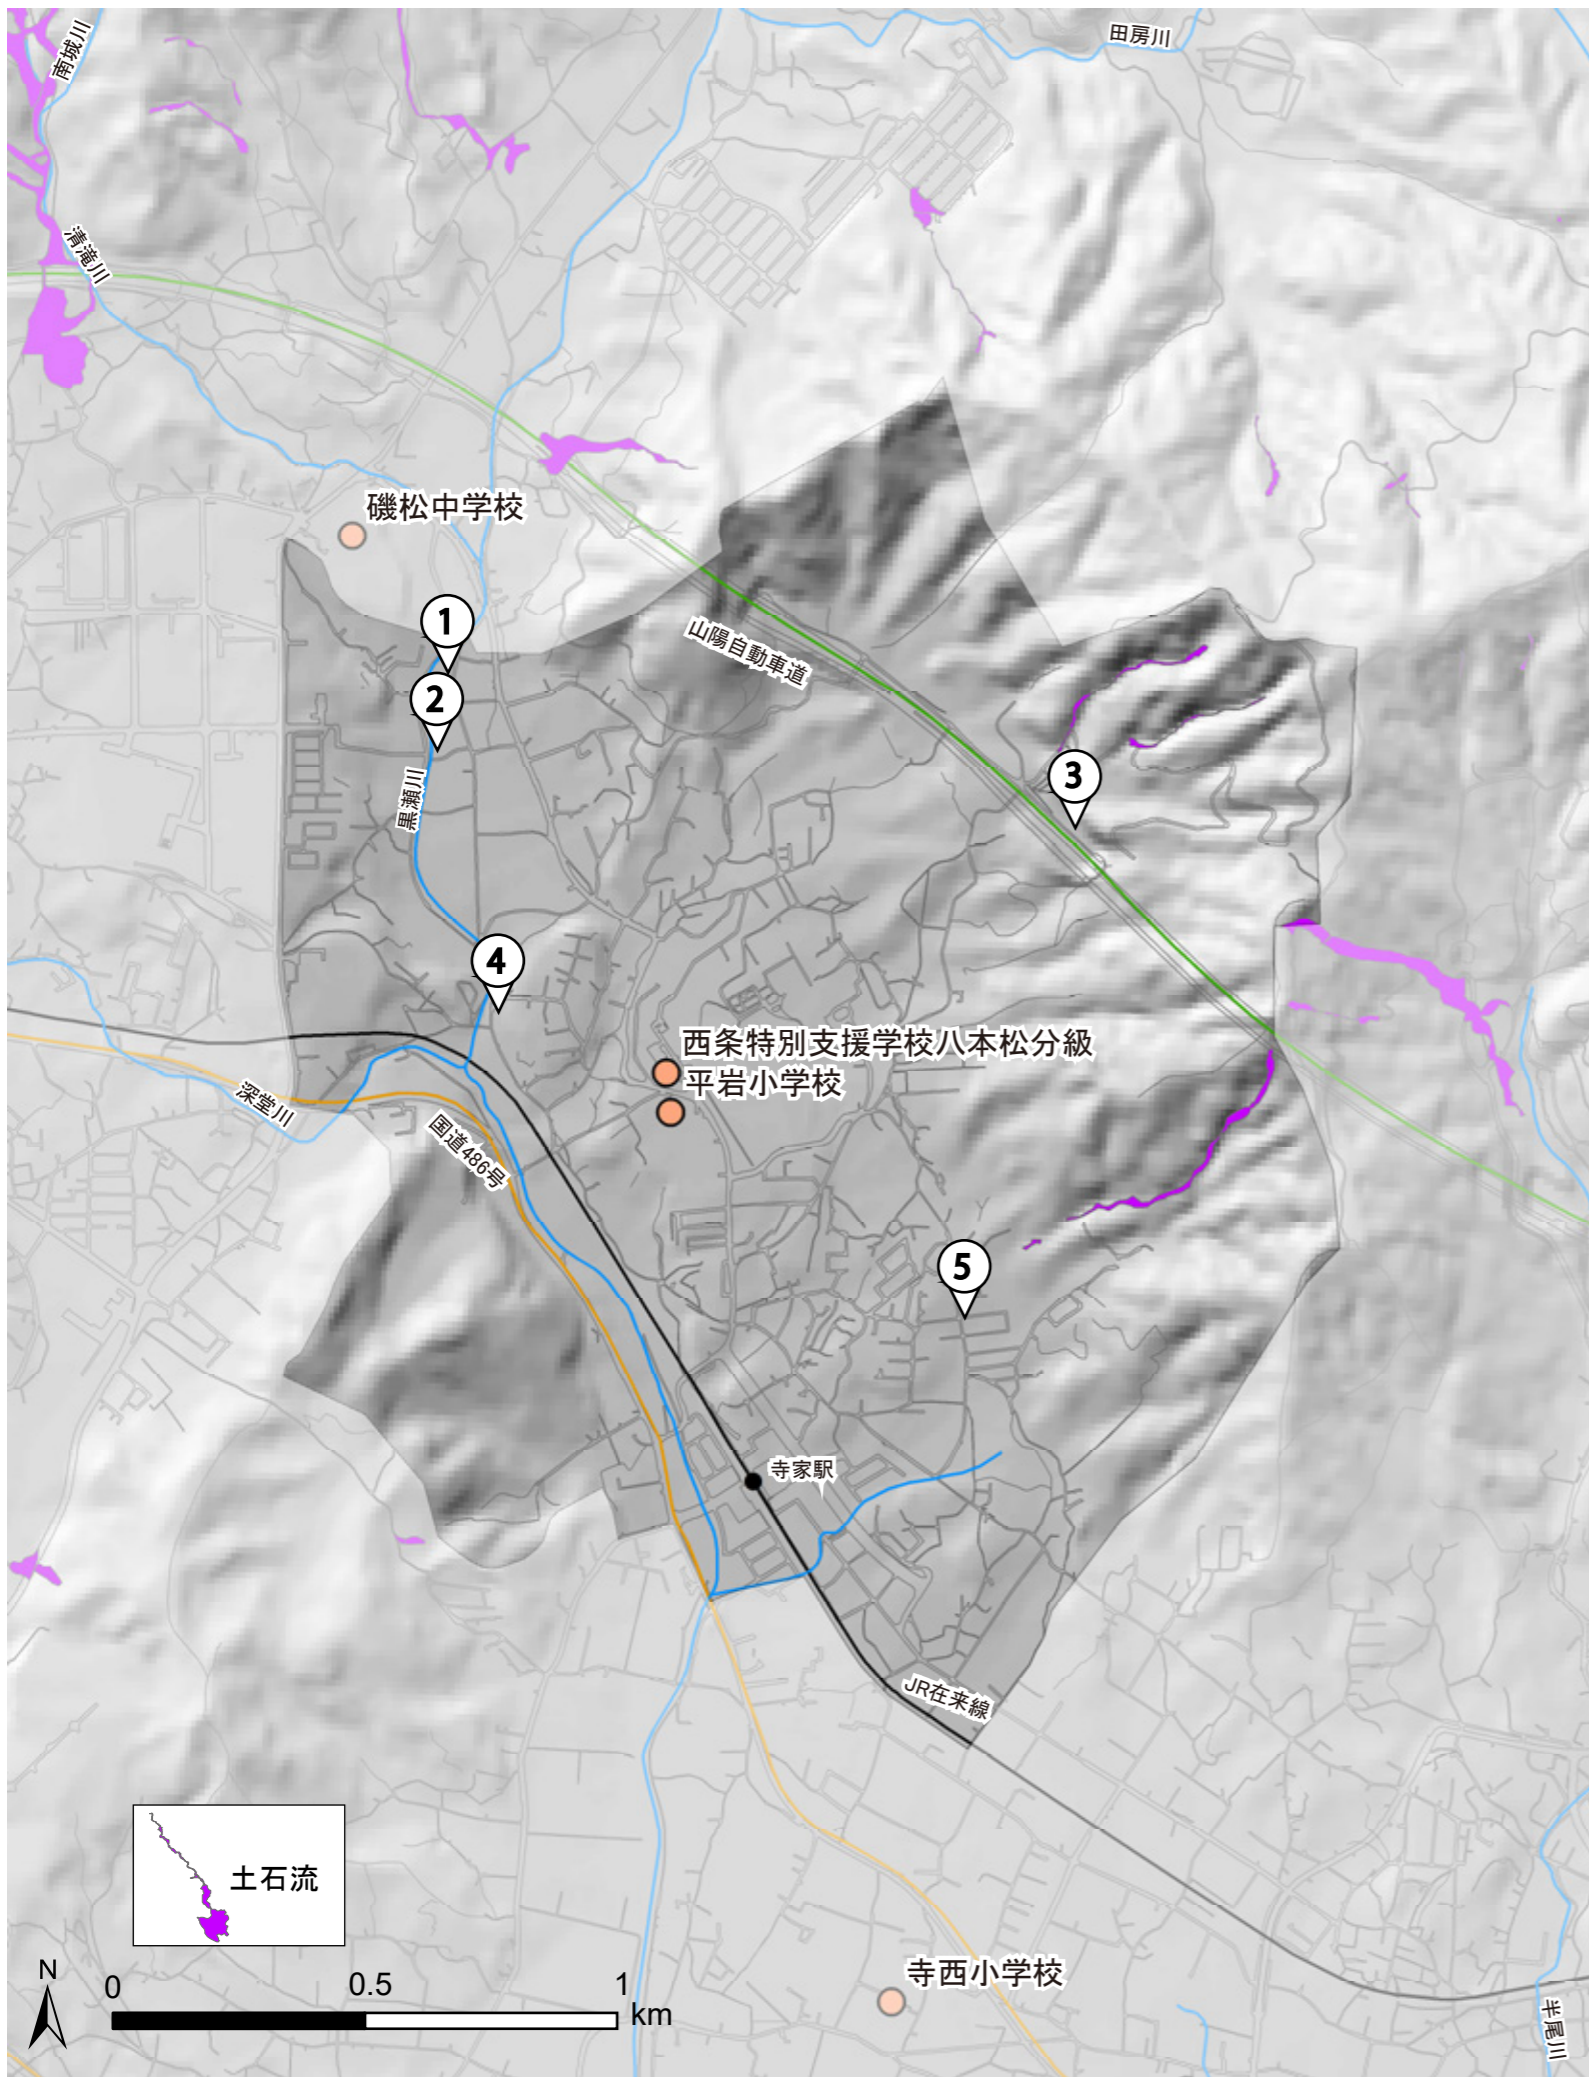 田房川
南城川
清滝川
磯松中学校
1
山陽自動車道
2
3
黒瀬川
4
西条特別支援学校八本松分級
平岩小学校
深堂川
国道486号
5
寺家駅
JR在来線
土石流
寺西小学校
N
0
0.5
1
km
半尾川